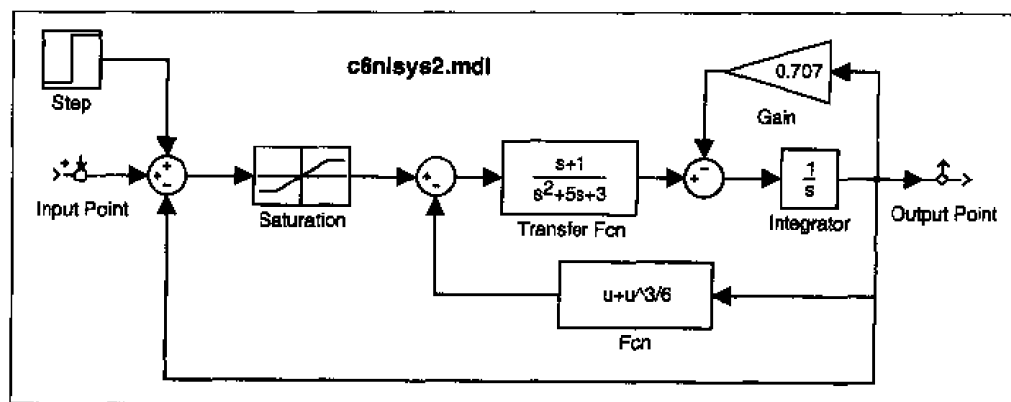 c6nlsys2.mdl
Step
0.707
Gain
+
+
+
−
−
Input Point
Saturation
+
−
s+1
s^2+5s+3
Transfer Fcn
+
−
1
s
Integrator
Output Point
u+u^3/6
Fcn